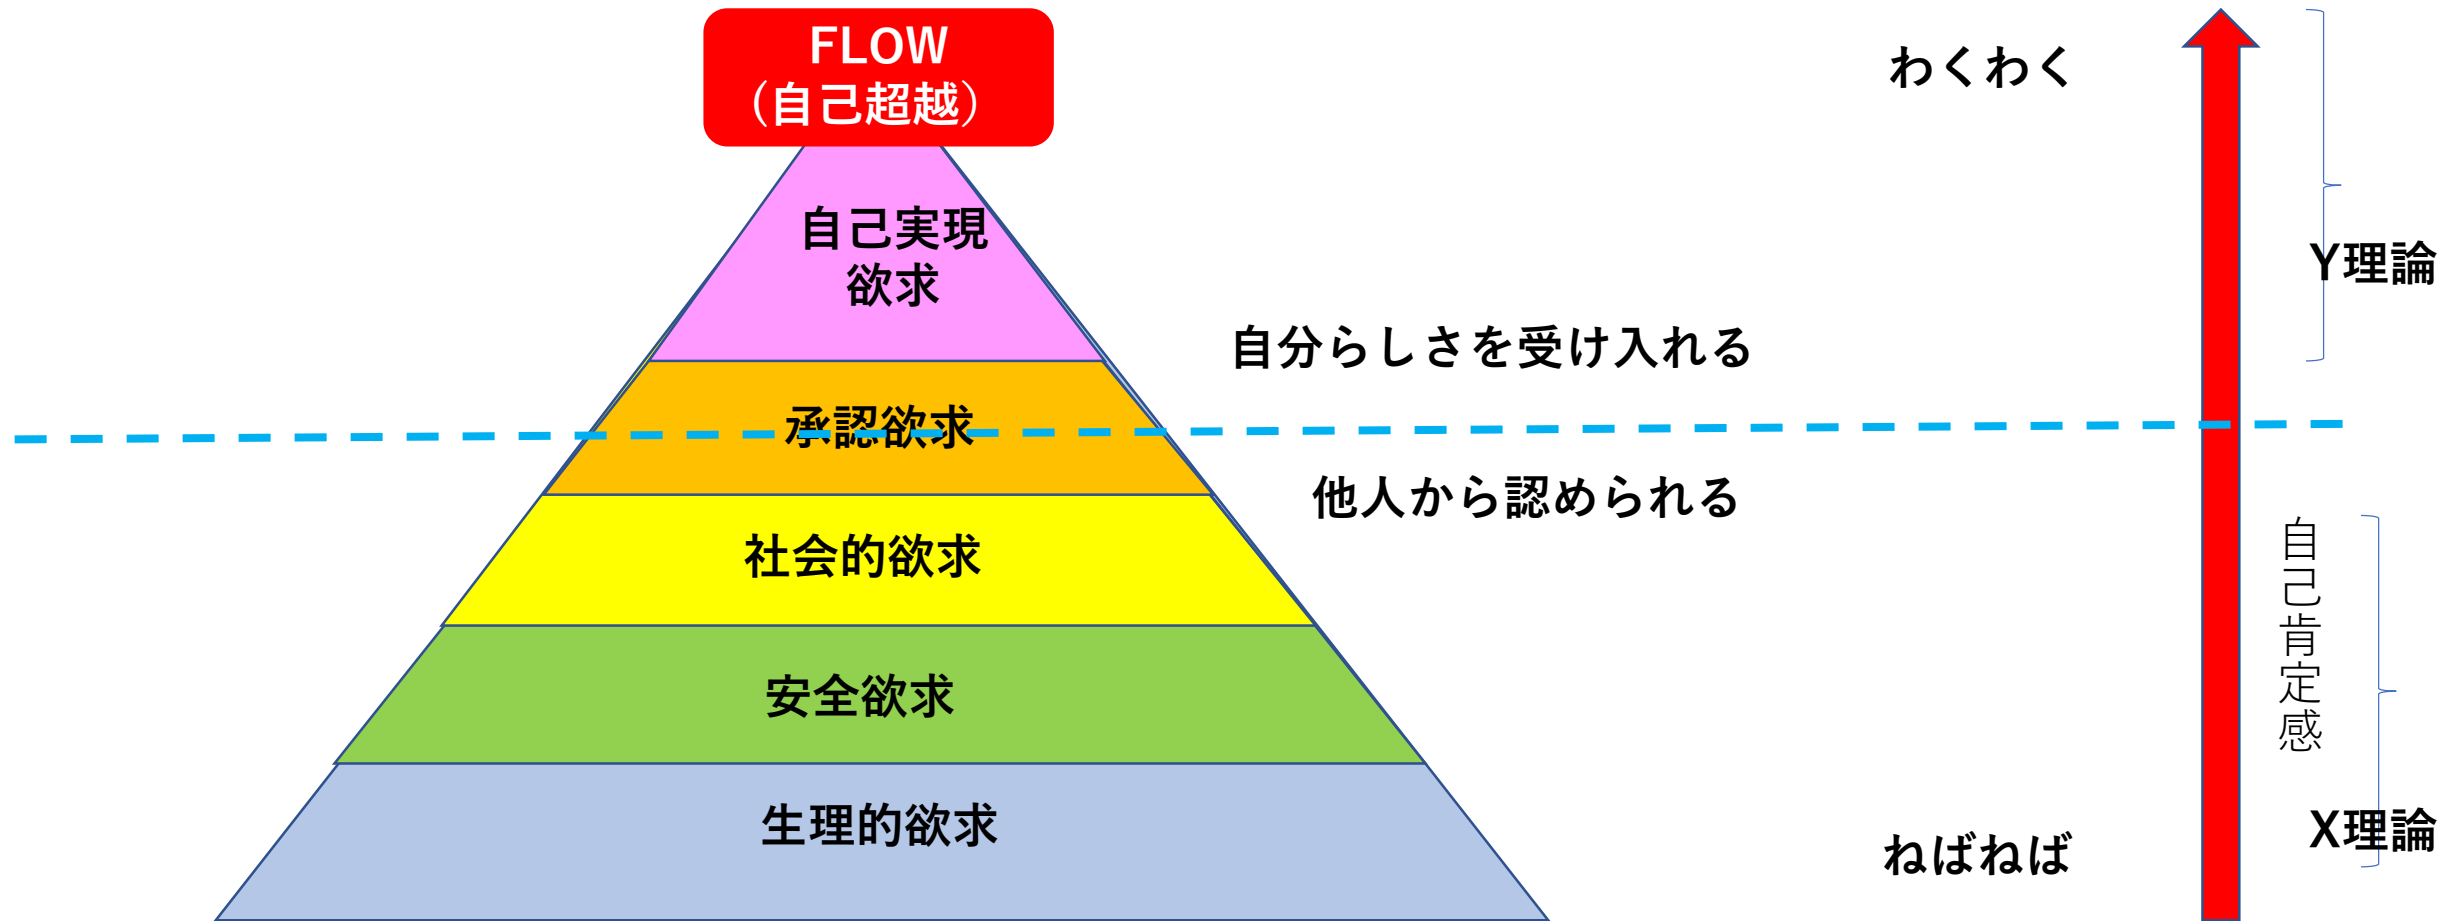 FLOW
（自己超越）
わくわく
自己実現
欲求
Y理論
自分らしさを受け入れる
承認欲求
他人から認められる
社会的欲求
自己肯定感
安全欲求
生理的欲求
X理論
ねばねば